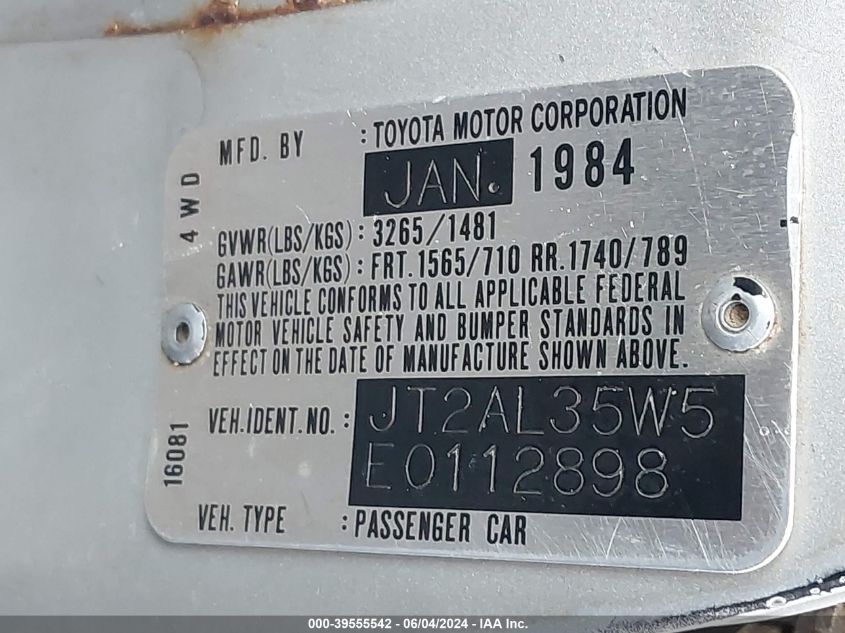 MFD. BY : TOYOTA MOTOR CORPORATION
JAN. 1984
4WD
GVWR(LBS/KGS) : 3265/1481
GAWR(LBS/KGS) : FRT.1565/710 RR.1740/789
THIS VEHICLE CONFORMS TO ALL APPLICABLE FEDERAL
MOTOR VEHICLE SAFETY AND BUMPER STANDARDS IN
EFFECT ON THE DATE OF MANUFACTURE SHOWN ABOVE.
VEH.IDENT.NO. : JT2AL35W5
E0112898
16081
VEH. TYPE : PASSENGER CAR
000-39555542 - 06/04/2024 - IAA Inc.